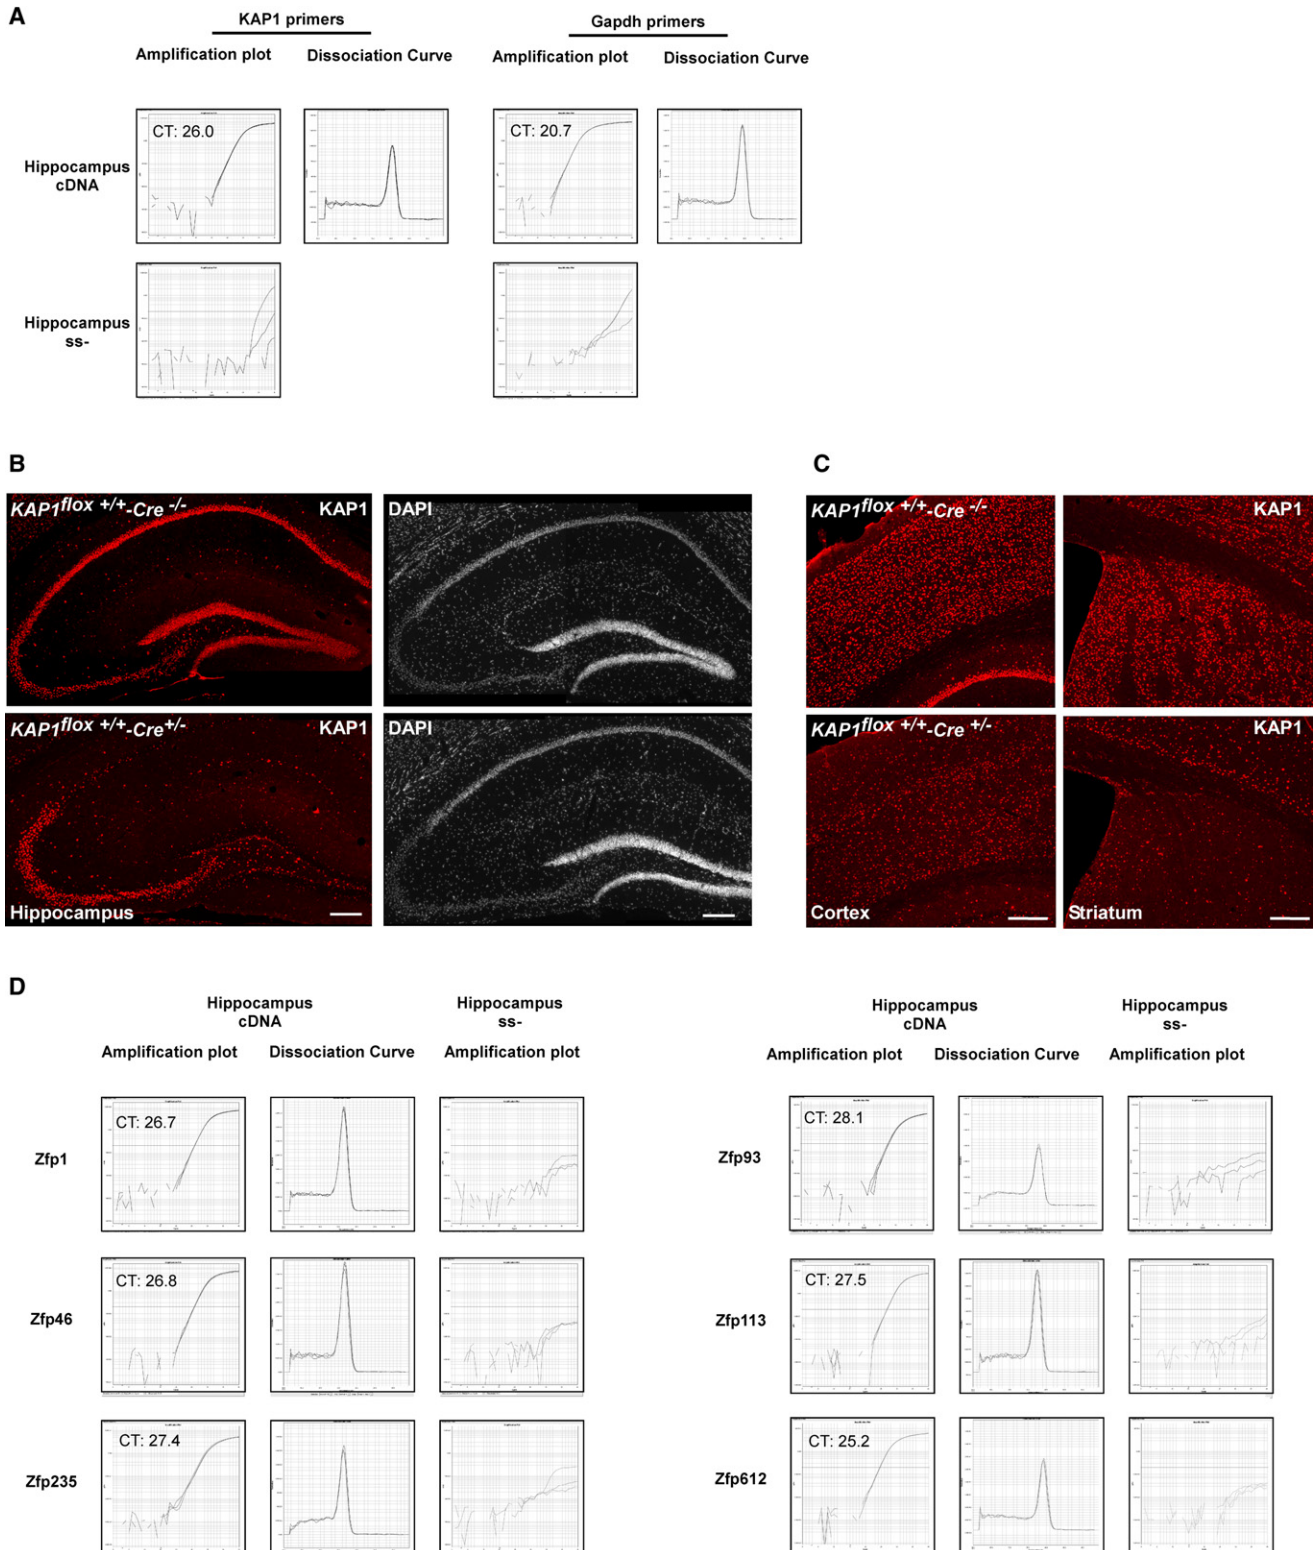 A
KAP1 primers
Gapdh primers
Amplification plot
Dissociation Curve
Amplification plot
Dissociation Curve
Hippocampus
cDNA
CT: 26.0
CT: 20.7
Hippocampus
ss-
B
C
KAP1flox +/+-Cre -/-
KAP1
DAPI
KAP1flox +/+-Cre -/-
KAP1
KAP1flox +/+-Cre+/-
KAP1
DAPI
KAP1flox +/+-Cre +/-
KAP1
Hippocampus
Cortex
Striatum
D
Hippocampus
cDNA
Hippocampus
ss-
Hippocampus
cDNA
Hippocampus
ss-
Amplification plot
Dissociation Curve
Amplification plot
Amplification plot
Dissociation Curve
Amplification plot
Zfp1
CT: 26.7
Zfp93
CT: 28.1
Zfp46
CT: 26.8
Zfp113
CT: 27.5
Zfp235
CT: 27.4
Zfp612
CT: 25.2